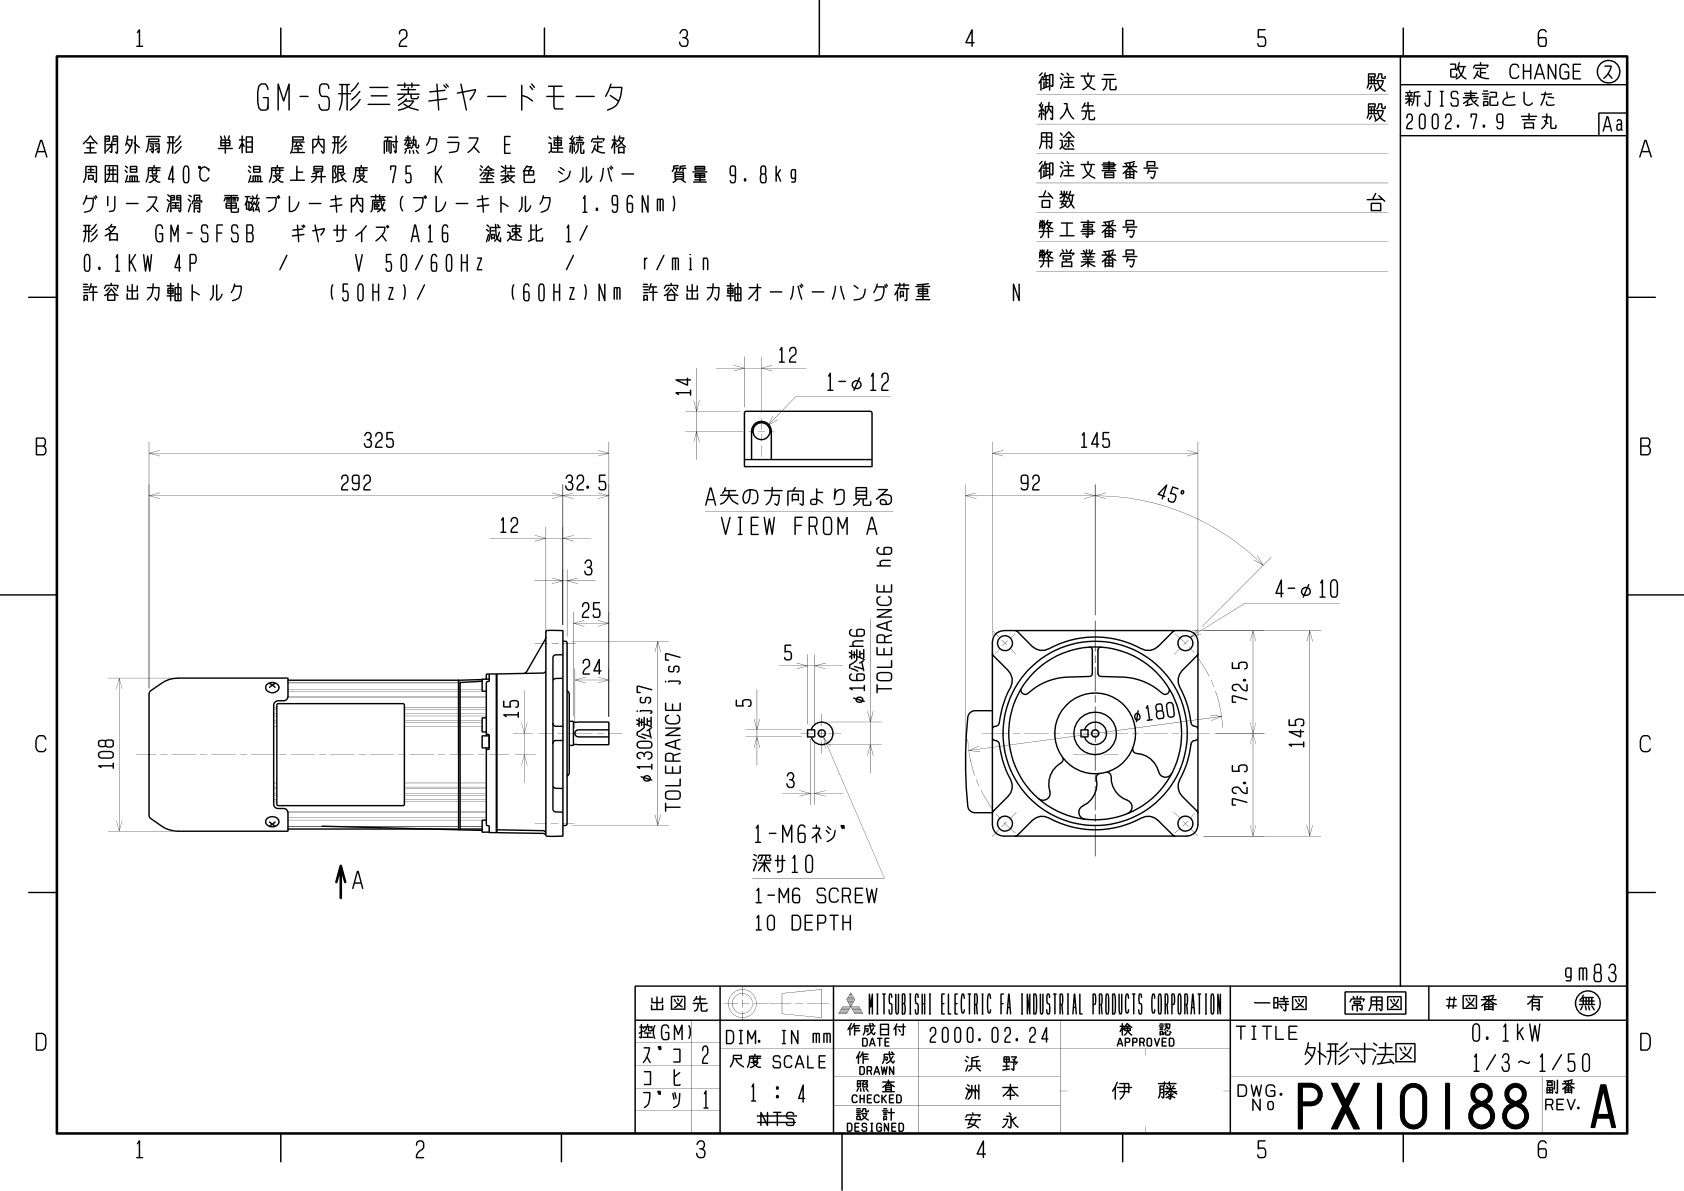 1 2 3 4 5 6
A
B
C
D
GM-S形三菱ギヤードモータ
全閉外扇形 単相 屋内形 耐熱クラス E 連続定格
周囲温度40℃ 温度上昇限度 75 K 塗装色 シルバー 質量 9.8kg
グリース潤滑 電磁ブレーキ内蔵(ブレーキトルク 1.96Nm)
形名 GM-SFSB ギヤサイズ A16 減速比 1/
0.1KW 4P / V 50/60Hz / r/min
許容出力軸トルク (50Hz)/ (60Hz)Nm 許容出力軸オーバーハング荷重 N
御注文元 殿
納入先 殿
用途
御注文書番号
台数 台
弊工事番号
弊営業番号
改定 CHANGE ス
新JIS表記とした
2002.7.9 吉丸 Aa
A
B
C
D
12
14
1-φ12
A矢の方向より見る
VIEW FROM A
325
292
32.5
12
3
25
24
15
108
φ130公差js7
TOLERANCE js7
A
5
5
3
φ16公差h6
TOLERANCE h6
1-M6ネジ
深サ10
1-M6 SCREW
10 DEPTH
145
92
45°
4-φ10
φ180
72.5
72.5
145
gm83
出図先
控(GM)
スﾞコ 2
コヒ
フﾞツ 1
DIM. IN mm
尺度 SCALE
1 : 4
NTS
MITSUBISHI ELECTRIC FA INDUSTRIAL PRODUCTS CORPORATION
作成日付
DATE
2000.02.24
作成
DRAWN
浜野
照査
CHECKED
洲本
設計
DESIGNED
安永
検認
APPROVED
伊藤
一時図 常用図 #図番 有 無
TITLE
外形寸法図
0.1kW
1/3~1/50
DWG.
No
PX10188
副番
REV.
A
1 2 3 4 5 6